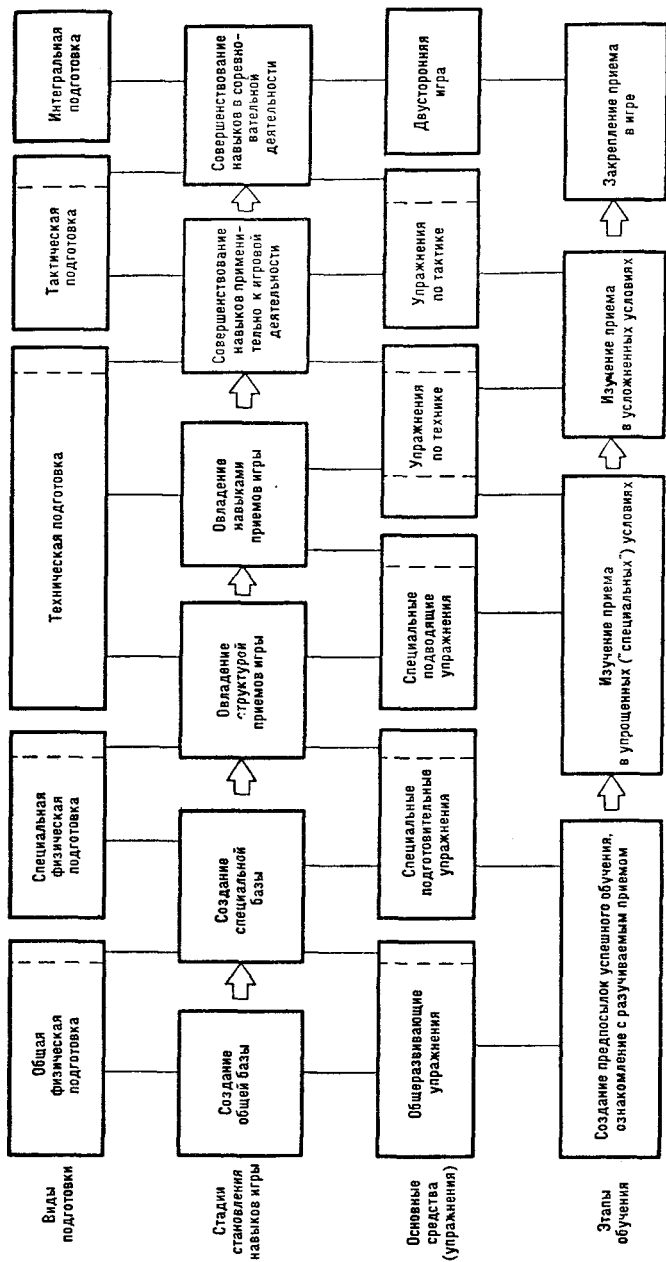 Виды
подготовки
Общая
физическая
подготовка
Специальная
физическая
подготовка
Техническая подготовка
Тактическая
подготовка
Интегральная
подготовка
Стадии
становления
навыков игры
Создание
общей базы
Создание
специальной
базы
Овладение
структурой
приемов игры
Овладение
навыками
приемов игры
Совершенствование
навыков примени-
тельно к игровой
деятельности
Совершенствование
навыков в соревно-
вательной
деятельности
Основные
средства
(упражнения)
Общеразвивающие
упражнения
Специальные
подготовительные
упражнения
Специальные
подводящие
упражнения
Упражнения
по технике
Упражнения
по тактике
Двусторонняя
игра
Этапы
обучения
Создание предпосылок успешного обучения,
ознакомление с разучиваемым приемом
Изучение приема
в упрощенных ("специальных") условиях
Изучение приема
в усложненных условиях
Закрепление приема
в игре